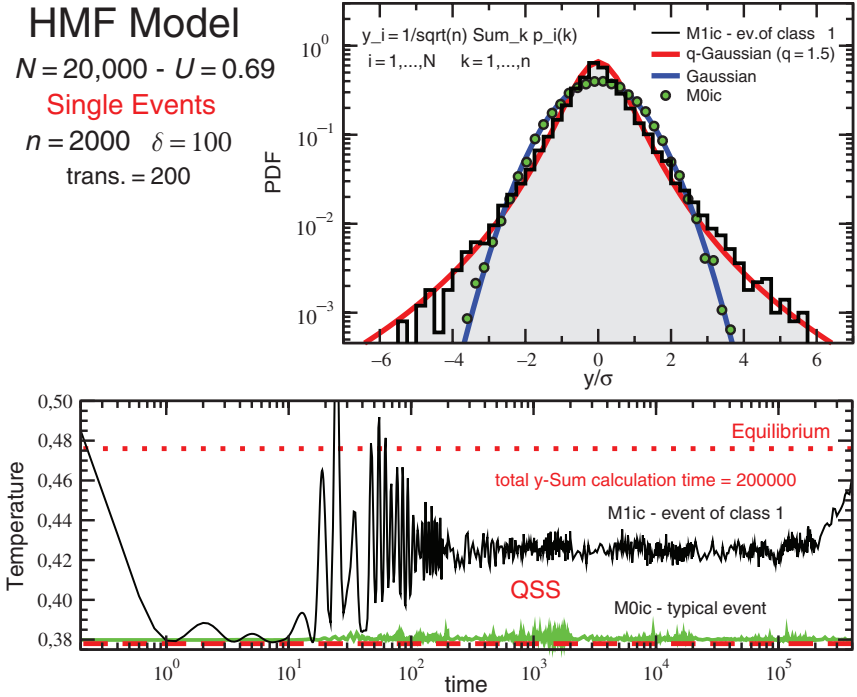 HMF Model
N = 20,000 - U = 0.69
Single Events
n = 2000 δ = 100
trans. = 200
y_i = 1/sqrt(n) Sum_k p_i(k)
i = 1,...,N k = 1,...,n
M1ic - ev.of class 1
q-Gaussian (q = 1.5)
Gaussian
M0ic
PDF
10^0
10^-1
10^-2
10^-3
−6 −4 −2 0 2 4 6
y/σ
Temperature
0,50
0,48
0,46
0,44
0,42
0,40
0,38
Equilibrium
total y-Sum calculation time = 200000
M1ic - event of class 1
QSS
M0ic - typical event
10^0 10^1 10^2 10^3 10^4 10^5
time